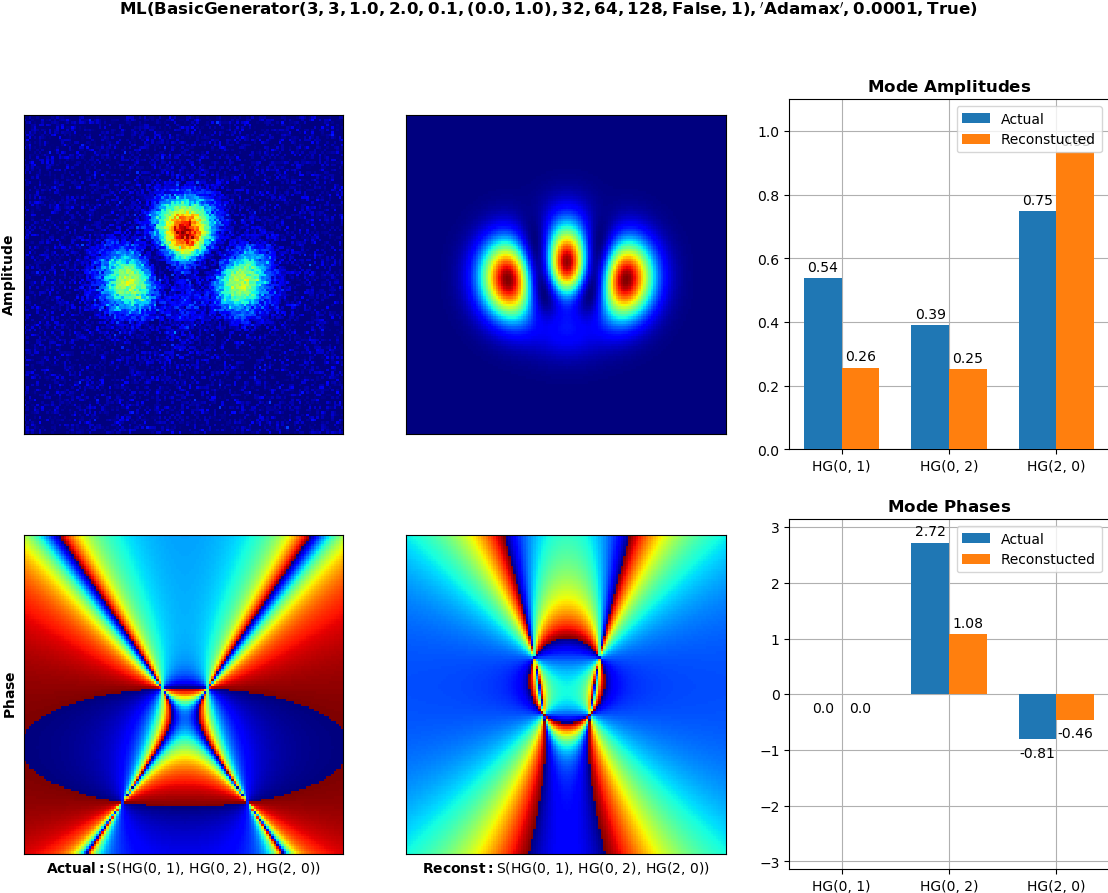 ML(BasicGenerator(3, 3, 1.0, 2.0, 0.1, (0.0, 1.0), 32, 64, 128, False, 1), 'Adamax', 0.0001, True)
Mode Amplitudes
Amplitude
1.0
0.8
0.6
0.4
0.2
0.0
Actual
Reconstucted
0.54
0.26
0.39
0.25
0.75
HG(0, 1)
HG(0, 2)
HG(2, 0)
Mode Phases
Phase
3
2
1
0
−1
−2
−3
Actual
Reconstucted
0.0
0.0
2.72
1.08
-0.81
-0.46
HG(0, 1)
HG(0, 2)
HG(2, 0)
Actual: S(HG(0, 1), HG(0, 2), HG(2, 0))
Reconst: S(HG(0, 1), HG(0, 2), HG(2, 0))